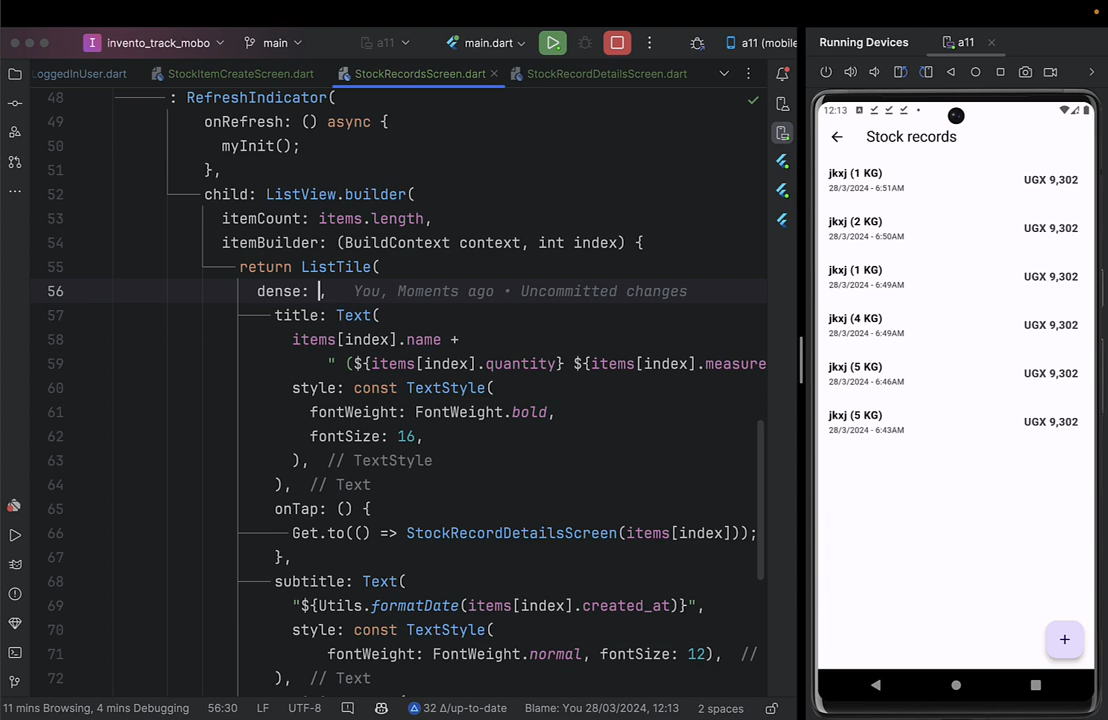 invento_track_mobo
main
a11
main.dart
a11 (mobile
Running Devices
a11
LoggedInUser.dart
StockItemCreateScreen.dart
StockRecordsScreen.dart
StockRecordDetailsScreen.dart
48 : RefreshIndicator(
49 onRefresh: () async {
50 myInit();
51 },
52 child: ListView.builder(
53 itemCount: items.length,
54 itemBuilder: (BuildContext context, int index) {
55 return ListTile(
56 dense: , You, Moments ago • Uncommitted changes
57 title: Text(
58 items[index].name +
59 " (${items[index].quantity} ${items[index].measure
60 style: const TextStyle(
61 fontWeight: FontWeight.bold,
62 fontSize: 16,
63 ), // TextStyle
64 ), // Text
65 onTap: () {
66 Get.to(() => StockRecordDetailsScreen(items[index]));
67 },
68 subtitle: Text(
69 "${Utils.formatDate(items[index].created_at)}",
70 style: const TextStyle(
71 fontWeight: FontWeight.normal, fontSize: 12), //
72 ), // Text
12:13
Stock records
jkxj (1 KG)
28/3/2024 - 6:51AM
UGX 9,302
jkxj (2 KG)
28/3/2024 - 6:50AM
UGX 9,302
jkxj (1 KG)
28/3/2024 - 6:49AM
UGX 9,302
jkxj (4 KG)
28/3/2024 - 6:49AM
UGX 9,302
jkxj (5 KG)
28/3/2024 - 6:46AM
UGX 9,302
jkxj (5 KG)
28/3/2024 - 6:43AM
UGX 9,302
+
11 mins Browsing, 4 mins Debugging
56:30
LF
UTF-8
32 Δ/up-to-date
Blame: You 28/03/2024, 12:13
2 spaces